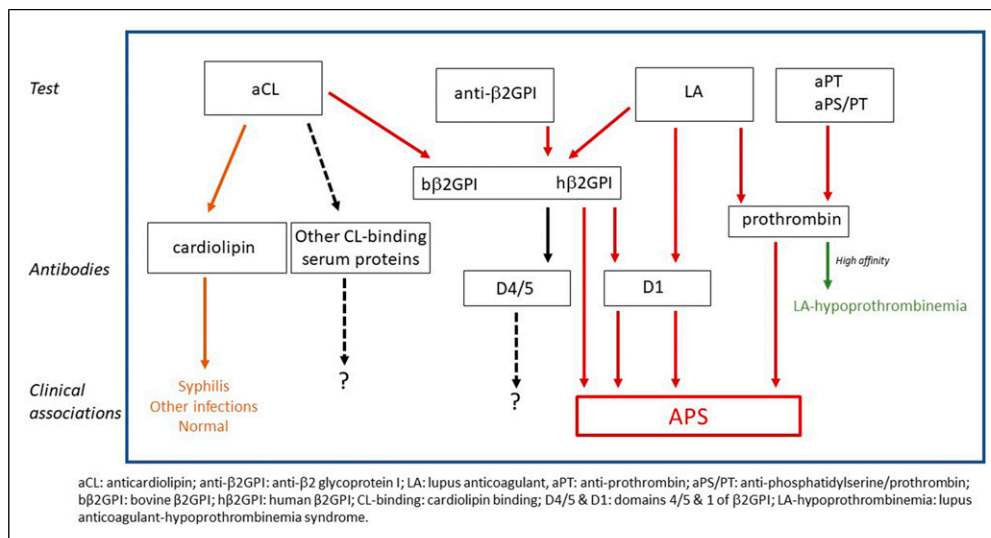 Test
aCL
anti-β2GPI
LA
aPT
aPS/PT
bβ2GPI hβ2GPI
prothrombin
cardiolipin
Other CL-binding
serum proteins
Antibodies
High affinity
D4/5
D1
LA-hypoprothrombinemia
?
?
Clinical
associations
Syphilis
Other infections
Normal
APS
aCL: anticardiolipin; anti-β2GPI: anti-β2 glycoprotein I; LA: lupus anticoagulant, aPT: anti-prothrombin; aPS/PT: anti-phosphatidylserine/prothrombin;
bβ2GPI: bovine β2GPI; hβ2GPI: human β2GPI; CL-binding: cardiolipin binding; D4/5 & D1: domains 4/5 & 1 of β2GPI; LA-hypoprothrombinemia: lupus
anticoagulant-hypoprothrombinemia syndrome.